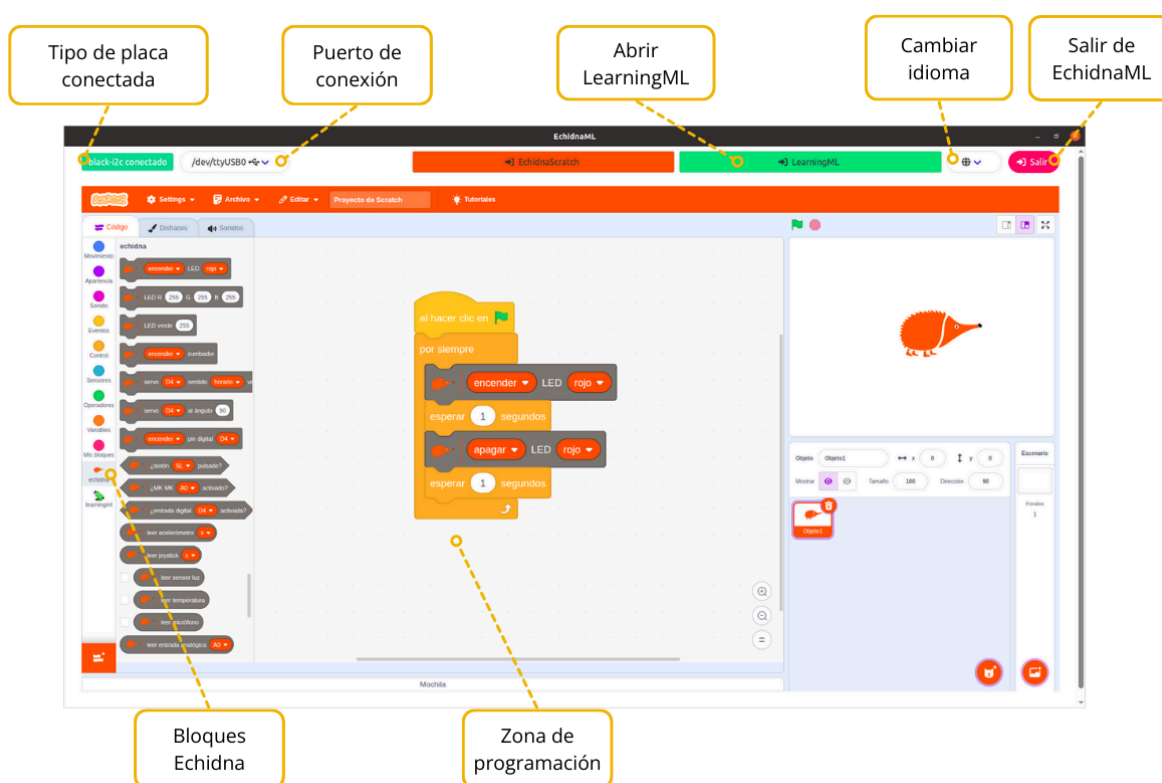 Tipo de placa
conectada
Puerto de
conexión
Abrir
LearningML
Cambiar
idioma
Salir de
EchidnaML
EchidnaML
black-i2c conectado
/dev/ttyUSB0
EchidnaScratch
LearningML
Salir
SCRATCH
Settings
Archivo
Editar
Proyecto de Scratch
Tutoriales
Código
Disfraces
Sonidos
Movimiento
Apariencia
Sonido
Eventos
Control
Sensores
Operadores
Variables
Mis bloques
echidna
learningml
echidna
encender LED rojo
LED R 255 G 255 B 255
LED verde 255
encender zumbador
servo D4 sentido horario ve
servo D4 al ángulo 90
encender pin digital D4
¿botón SL pulsado?
¿MK MK A0 activado?
¿entrada digital D4 activada?
leer acelerómetro x
leer joystick x
leer sensor luz
leer temperatura
leer micrófono
leer entrada analógica A0
al hacer clic en
por siempre
encender LED rojo
esperar 1 segundos
apagar LED rojo
esperar 1 segundos
Mochila
Objeto Objeto1 x 0 y 0
Mostrar Tamaño 100 Dirección 90
Objeto1
Escenario
Fondos
1
Bloques
Echidna
Zona de
programación